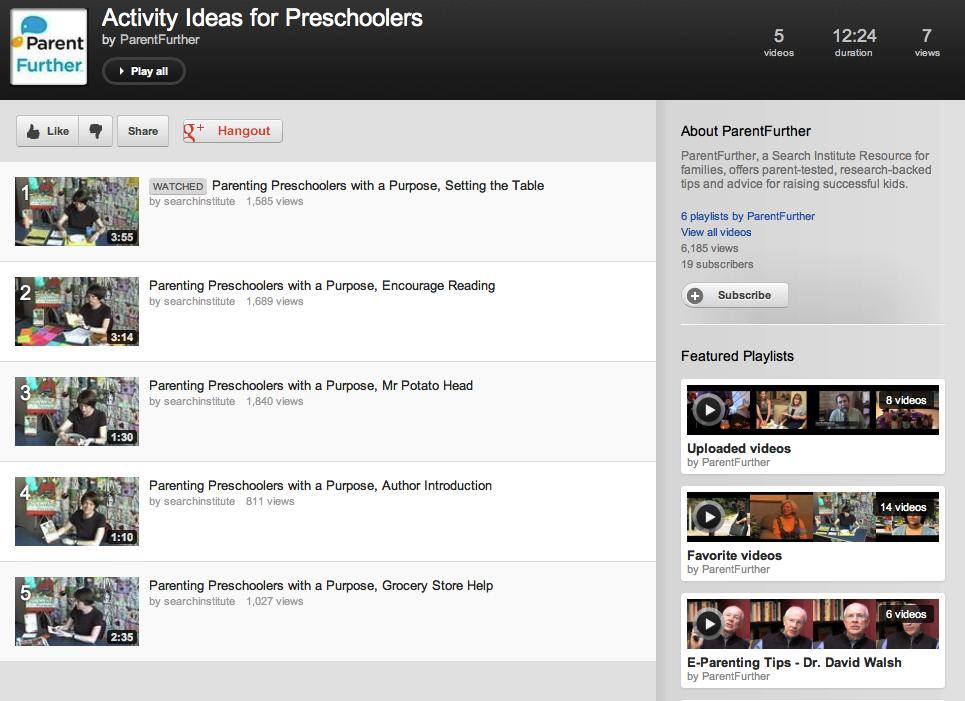 Parent
Further
Activity Ideas for Preschoolers
by ParentFurther
Play all
5
videos
12:24
duration
7
views
Like
Share
g+ Hangout
1
3:55
WATCHED Parenting Preschoolers with a Purpose, Setting the Table
by searchinstitute 1,585 views
2
3:14
Parenting Preschoolers with a Purpose, Encourage Reading
by searchinstitute 1,689 views
3
1:30
Parenting Preschoolers with a Purpose, Mr Potato Head
by searchinstitute 1,840 views
4
1:10
Parenting Preschoolers with a Purpose, Author Introduction
by searchinstitute 811 views
5
2:35
Parenting Preschoolers with a Purpose, Grocery Store Help
by searchinstitute 1,027 views
About ParentFurther
ParentFurther, a Search Institute Resource for
families, offers parent-tested, research-backed
tips and advice for raising successful kids.
6 playlists by ParentFurther
View all videos
6,185 views
19 subscribers
Subscribe
Featured Playlists
8 videos
Uploaded videos
by ParentFurther
14 videos
Favorite videos
by ParentFurther
6 videos
E-Parenting Tips - Dr. David Walsh
by ParentFurther